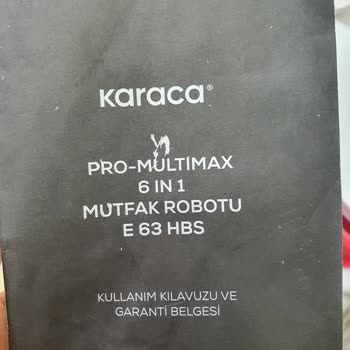 Karaca®
PRO-MULTIMAX
6 IN 1
MUTFAK ROBOTU
E 63 HBS
KULLANIM KILAVUZU VE
GARANTİ BELGESİ